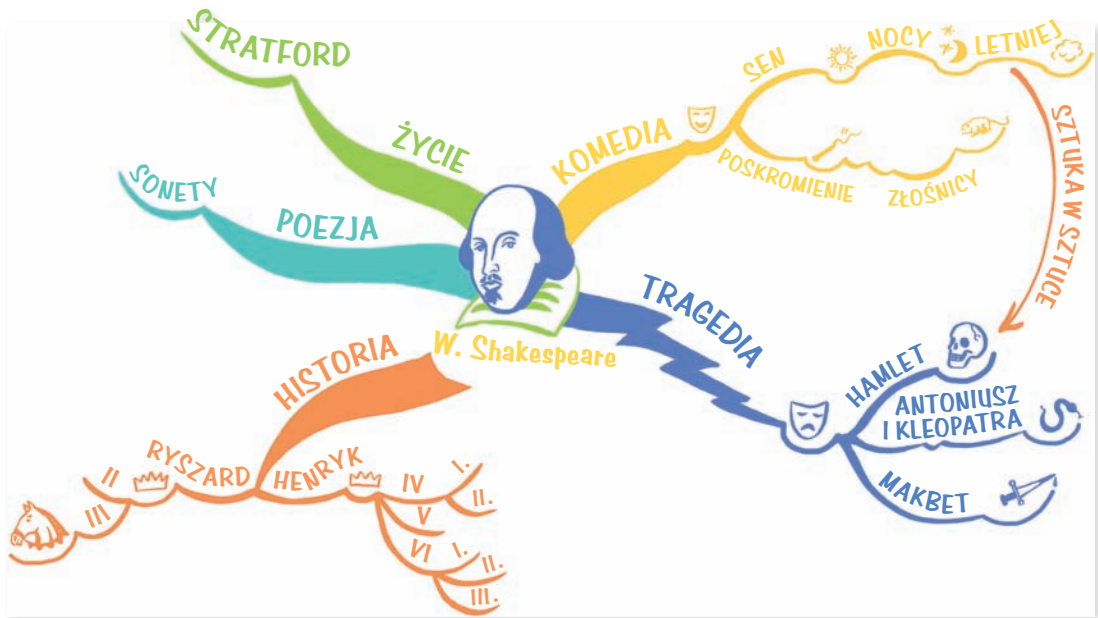 STRATFORD
ŻYCIE
SONETY
POEZJA
KOMEDIA
SEN
NOCY
LETNIEJ
POSKROMIENIE
ZŁOŚNICY
SZTUKA W SZTUCE
W. Shakespeare
TRAGEDIA
HAMLET
ANTONIUSZ
I KLEOPATRA
MAKBET
HISTORIA
RYSZARD
II
III
HENRYK
IV
I.
II.
V
VI
I.
II.
III.